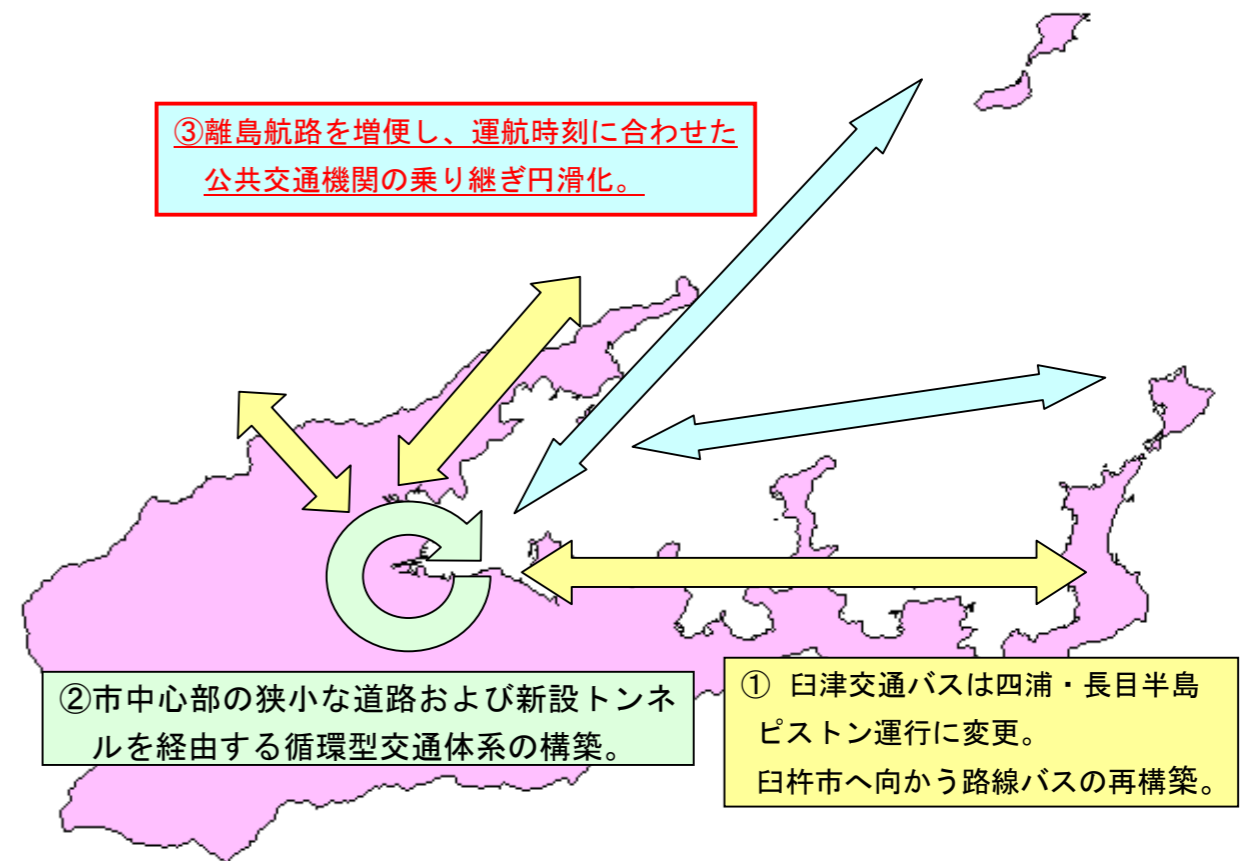 ③離島航路を増便し、運航時刻に合わせた
公共交通機関の乗り継ぎ円滑化。
②市中心部の狭小な道路および新設トンネ
ルを経由する循環型交通体系の構築。
① 臼津交通バスは四浦・長目半島
ピストン運行に変更。
臼杵市へ向かう路線バスの再構築。